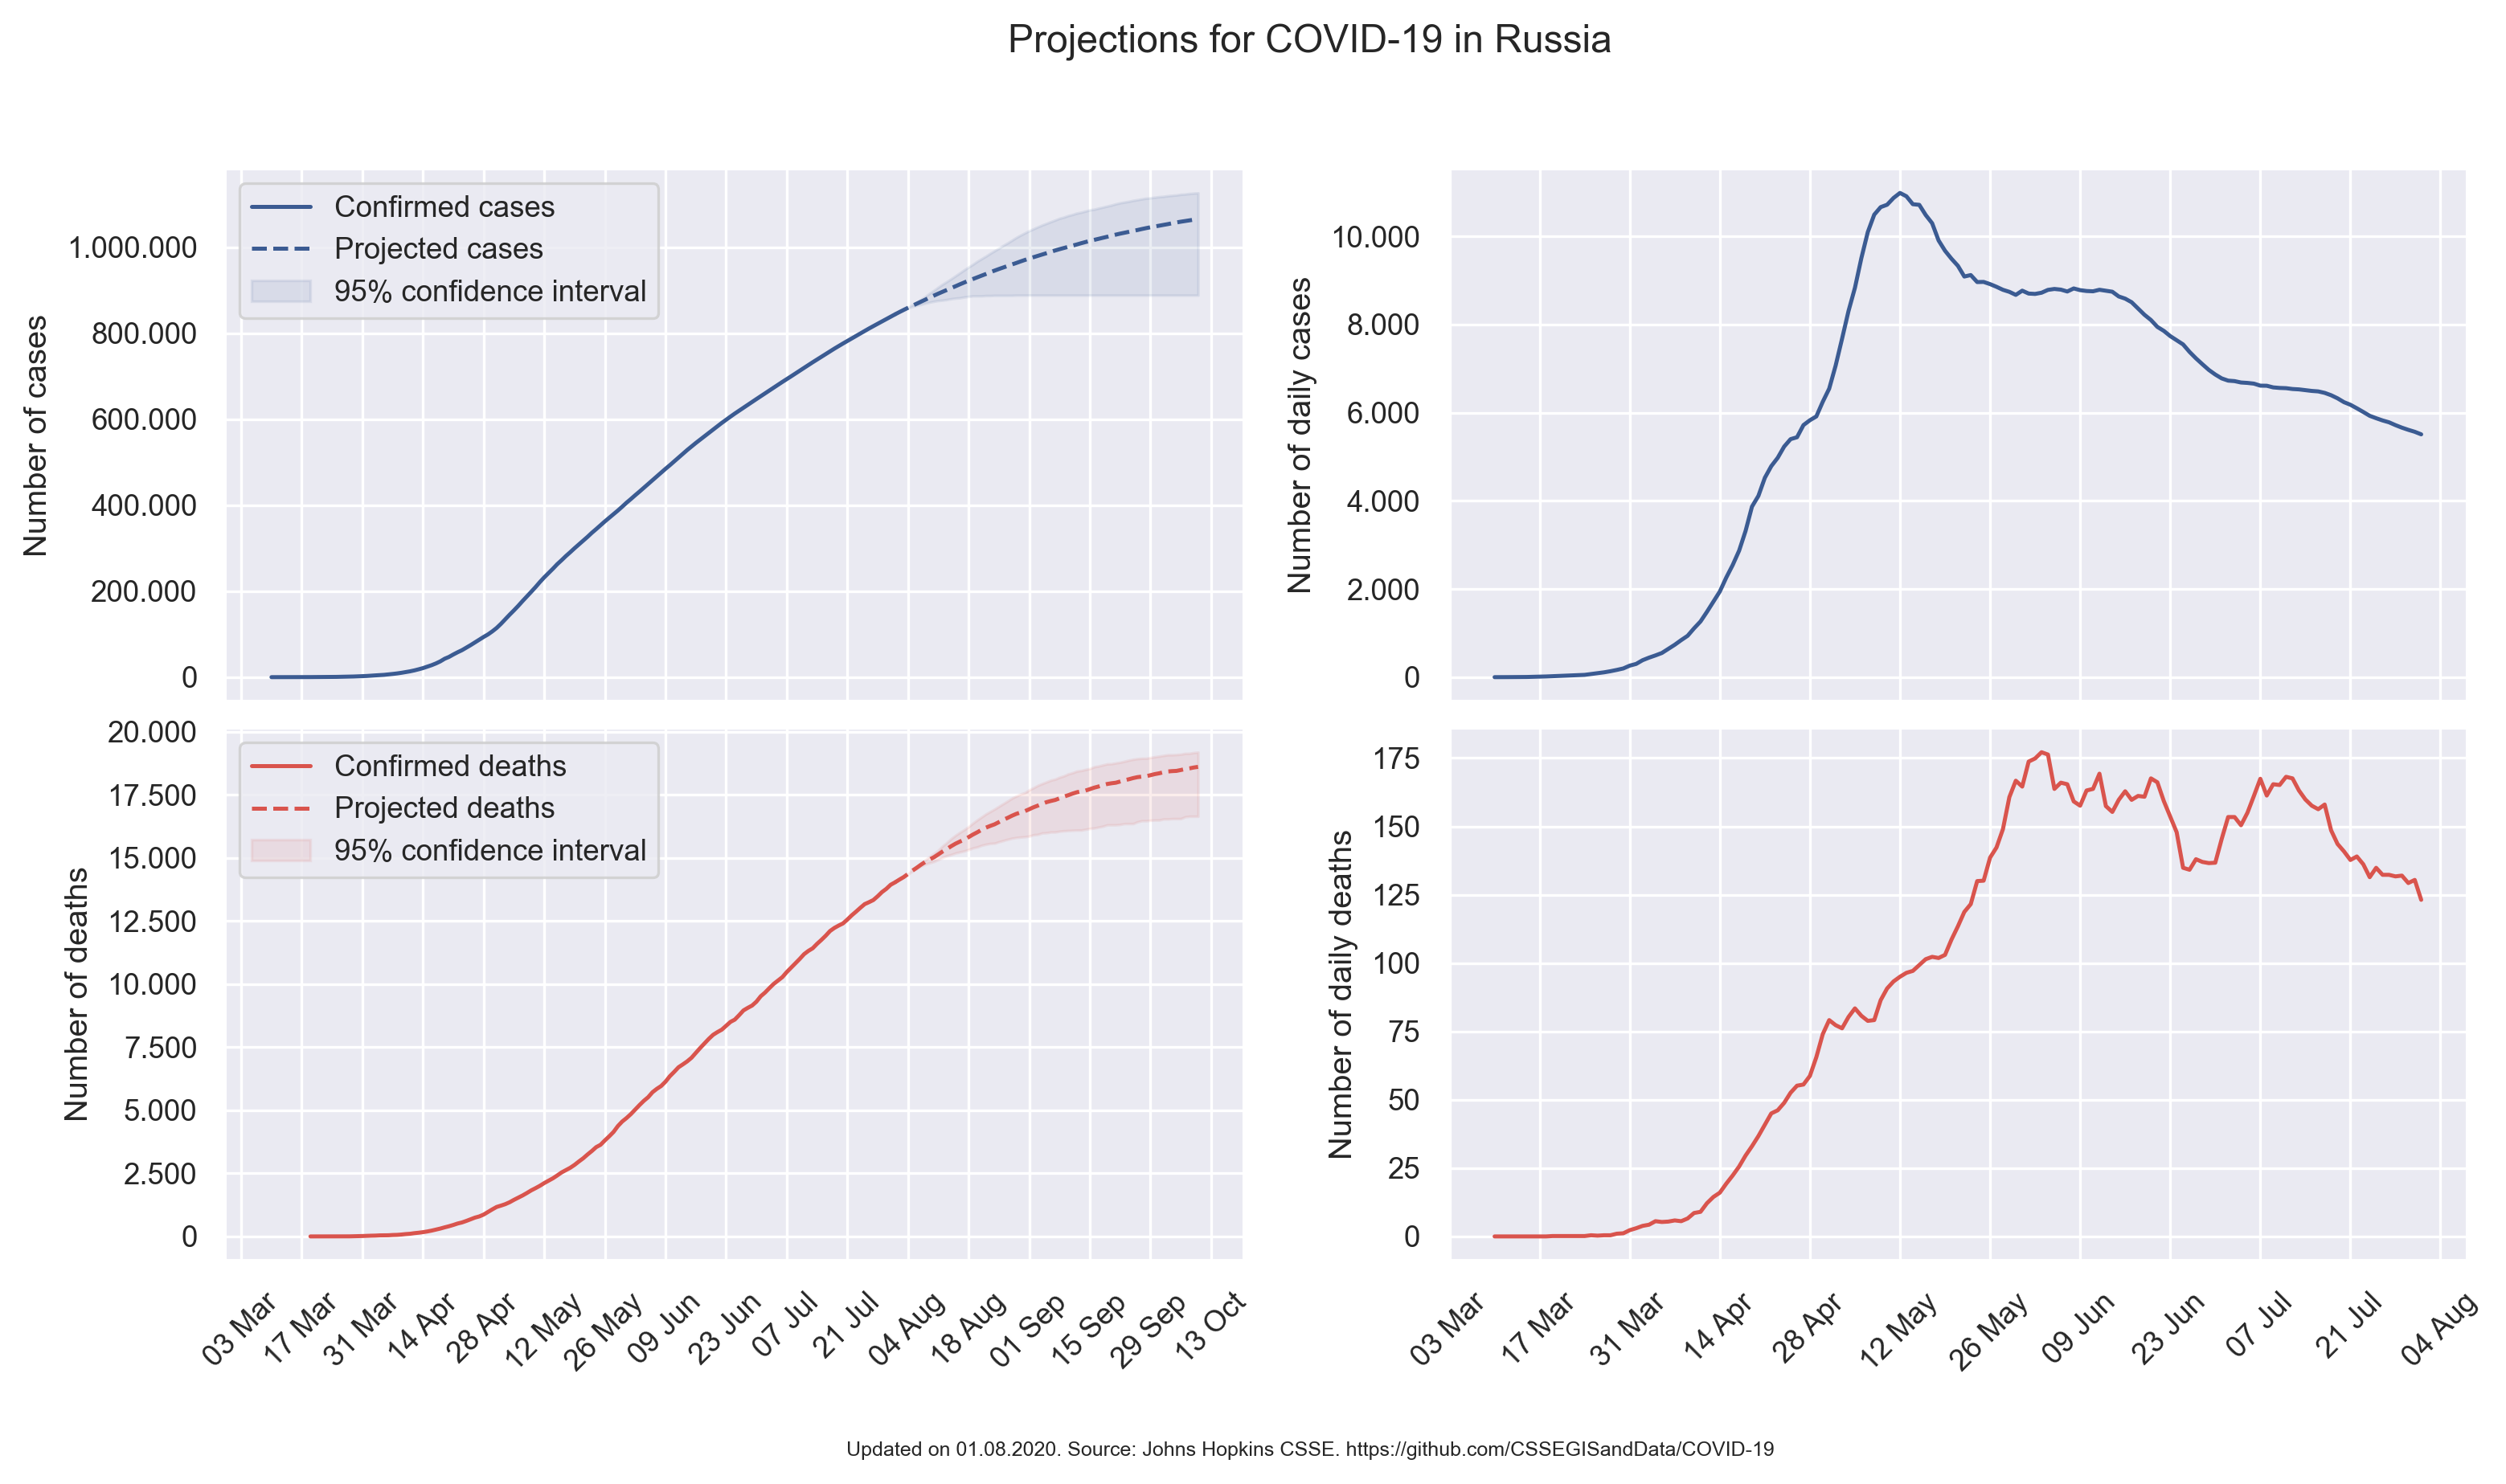 Projections for COVID-19 in Russia
Number of cases
1.000.000
800.000
600.000
400.000
200.000
0
Confirmed cases
Projected cases
95% confidence interval
Number of daily cases
10.000
8.000
6.000
4.000
2.000
0
Number of deaths
20.000
17.500
15.000
12.500
10.000
7.500
5.000
2.500
0
Confirmed deaths
Projected deaths
95% confidence interval
03 Mar
17 Mar
31 Mar
14 Apr
28 Apr
12 May
26 May
09 Jun
23 Jun
07 Jul
21 Jul
04 Aug
18 Aug
01 Sep
15 Sep
29 Sep
13 Oct
Number of daily deaths
175
150
125
100
75
50
25
0
03 Mar
17 Mar
31 Mar
14 Apr
28 Apr
12 May
26 May
09 Jun
23 Jun
07 Jul
21 Jul
04 Aug
Updated on 01.08.2020. Source: Johns Hopkins CSSE. https://github.com/CSSEGISandData/COVID-19